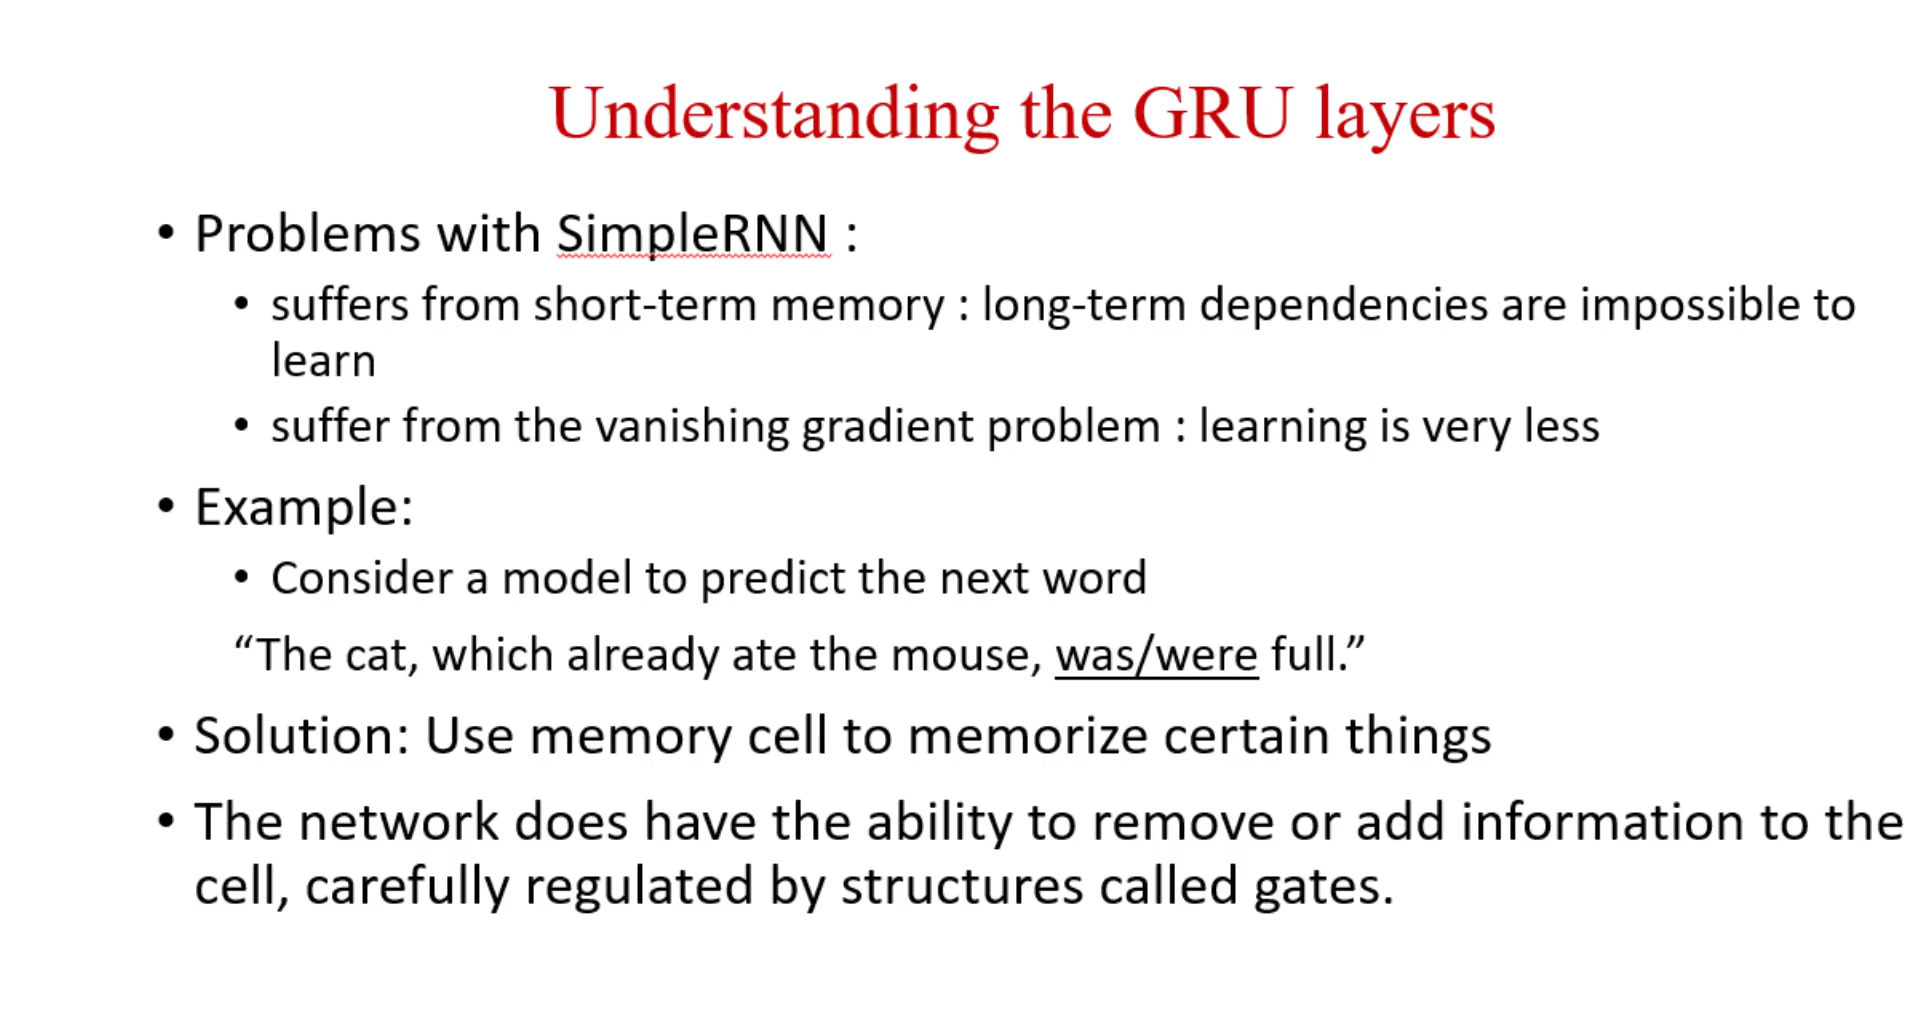 Understanding the GRU layers
• Problems with SimpleRNN :
• suffers from short-term memory : long-term dependencies are impossible to
learn
• suffer from the vanishing gradient problem : learning is very less
• Example:
• Consider a model to predict the next word
“The cat, which already ate the mouse, was/were full.”
• Solution: Use memory cell to memorize certain things
• The network does have the ability to remove or add information to the
cell, carefully regulated by structures called gates.